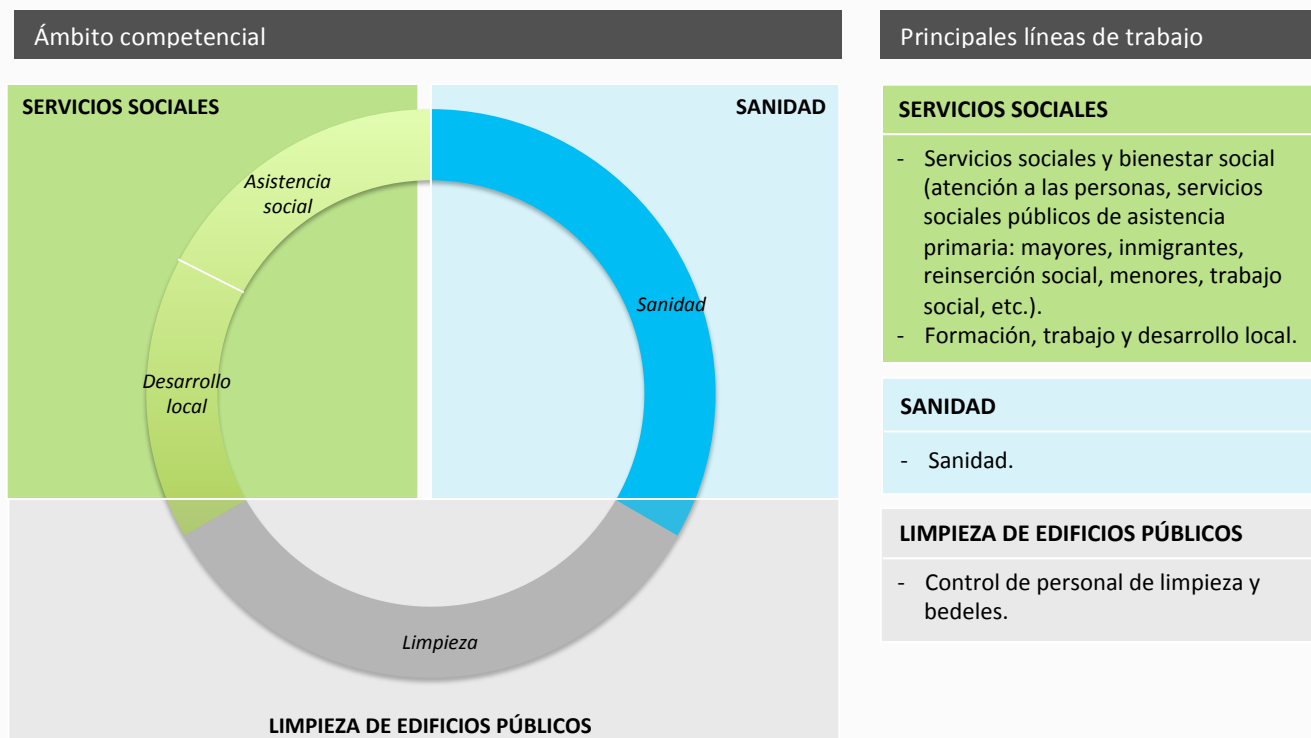 Ámbito competencial
SERVICIOS SOCIALES
SANIDAD
Asistencia
social
Sanidad
Desarrollo
local
Limpieza
LIMPIEZA DE EDIFICIOS PÚBLICOS
Principales líneas de trabajo
SERVICIOS SOCIALES
- Servicios sociales y bienestar social
(atención a las personas, servicios
sociales públicos de asistencia
primaria: mayores, inmigrantes,
reinserción social, menores, trabajo
social, etc.).
- Formación, trabajo y desarrollo local.
SANIDAD
- Sanidad.
LIMPIEZA DE EDIFICIOS PÚBLICOS
- Control de personal de limpieza y
bedeles.